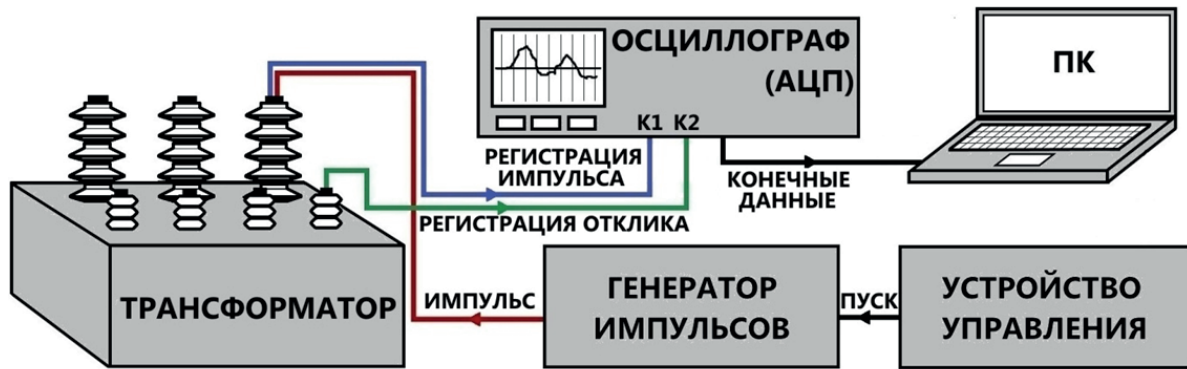 ОСЦИЛЛОГРАФ
(АЦП)
К1 К2
ПК
РЕГИСТРАЦИЯ
ИМПУЛЬСА
КОНЕЧНЫЕ
ДАННЫЕ
РЕГИСТРАЦИЯ ОТКЛИКА
ТРАНСФОРМАТОР
ИМПУЛЬС
ГЕНЕРАТОР
ИМПУЛЬСОВ
ПУСК
УСТРОЙСТВО
УПРАВЛЕНИЯ